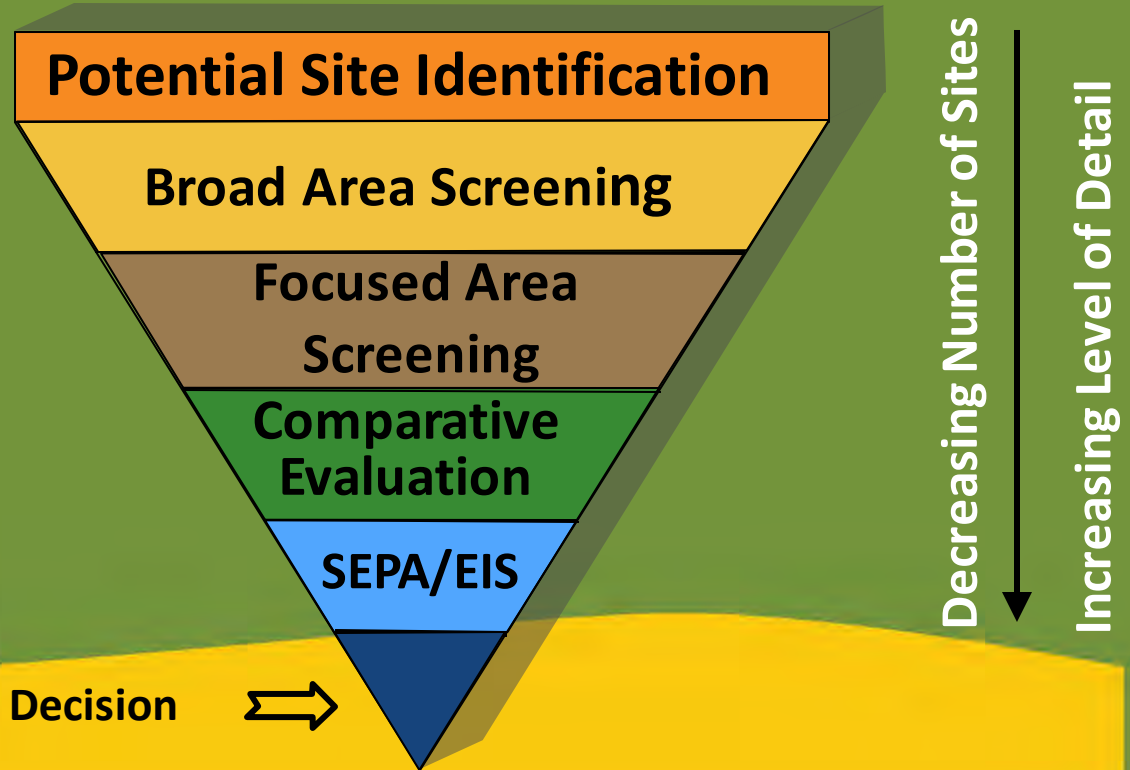 Potential Site Identification
Broad Area Screening
Focused Area
Screening
Comparative
Evaluation
SEPA/EIS
Decision
Decreasing Number of Sites
Increasing Level of Detail